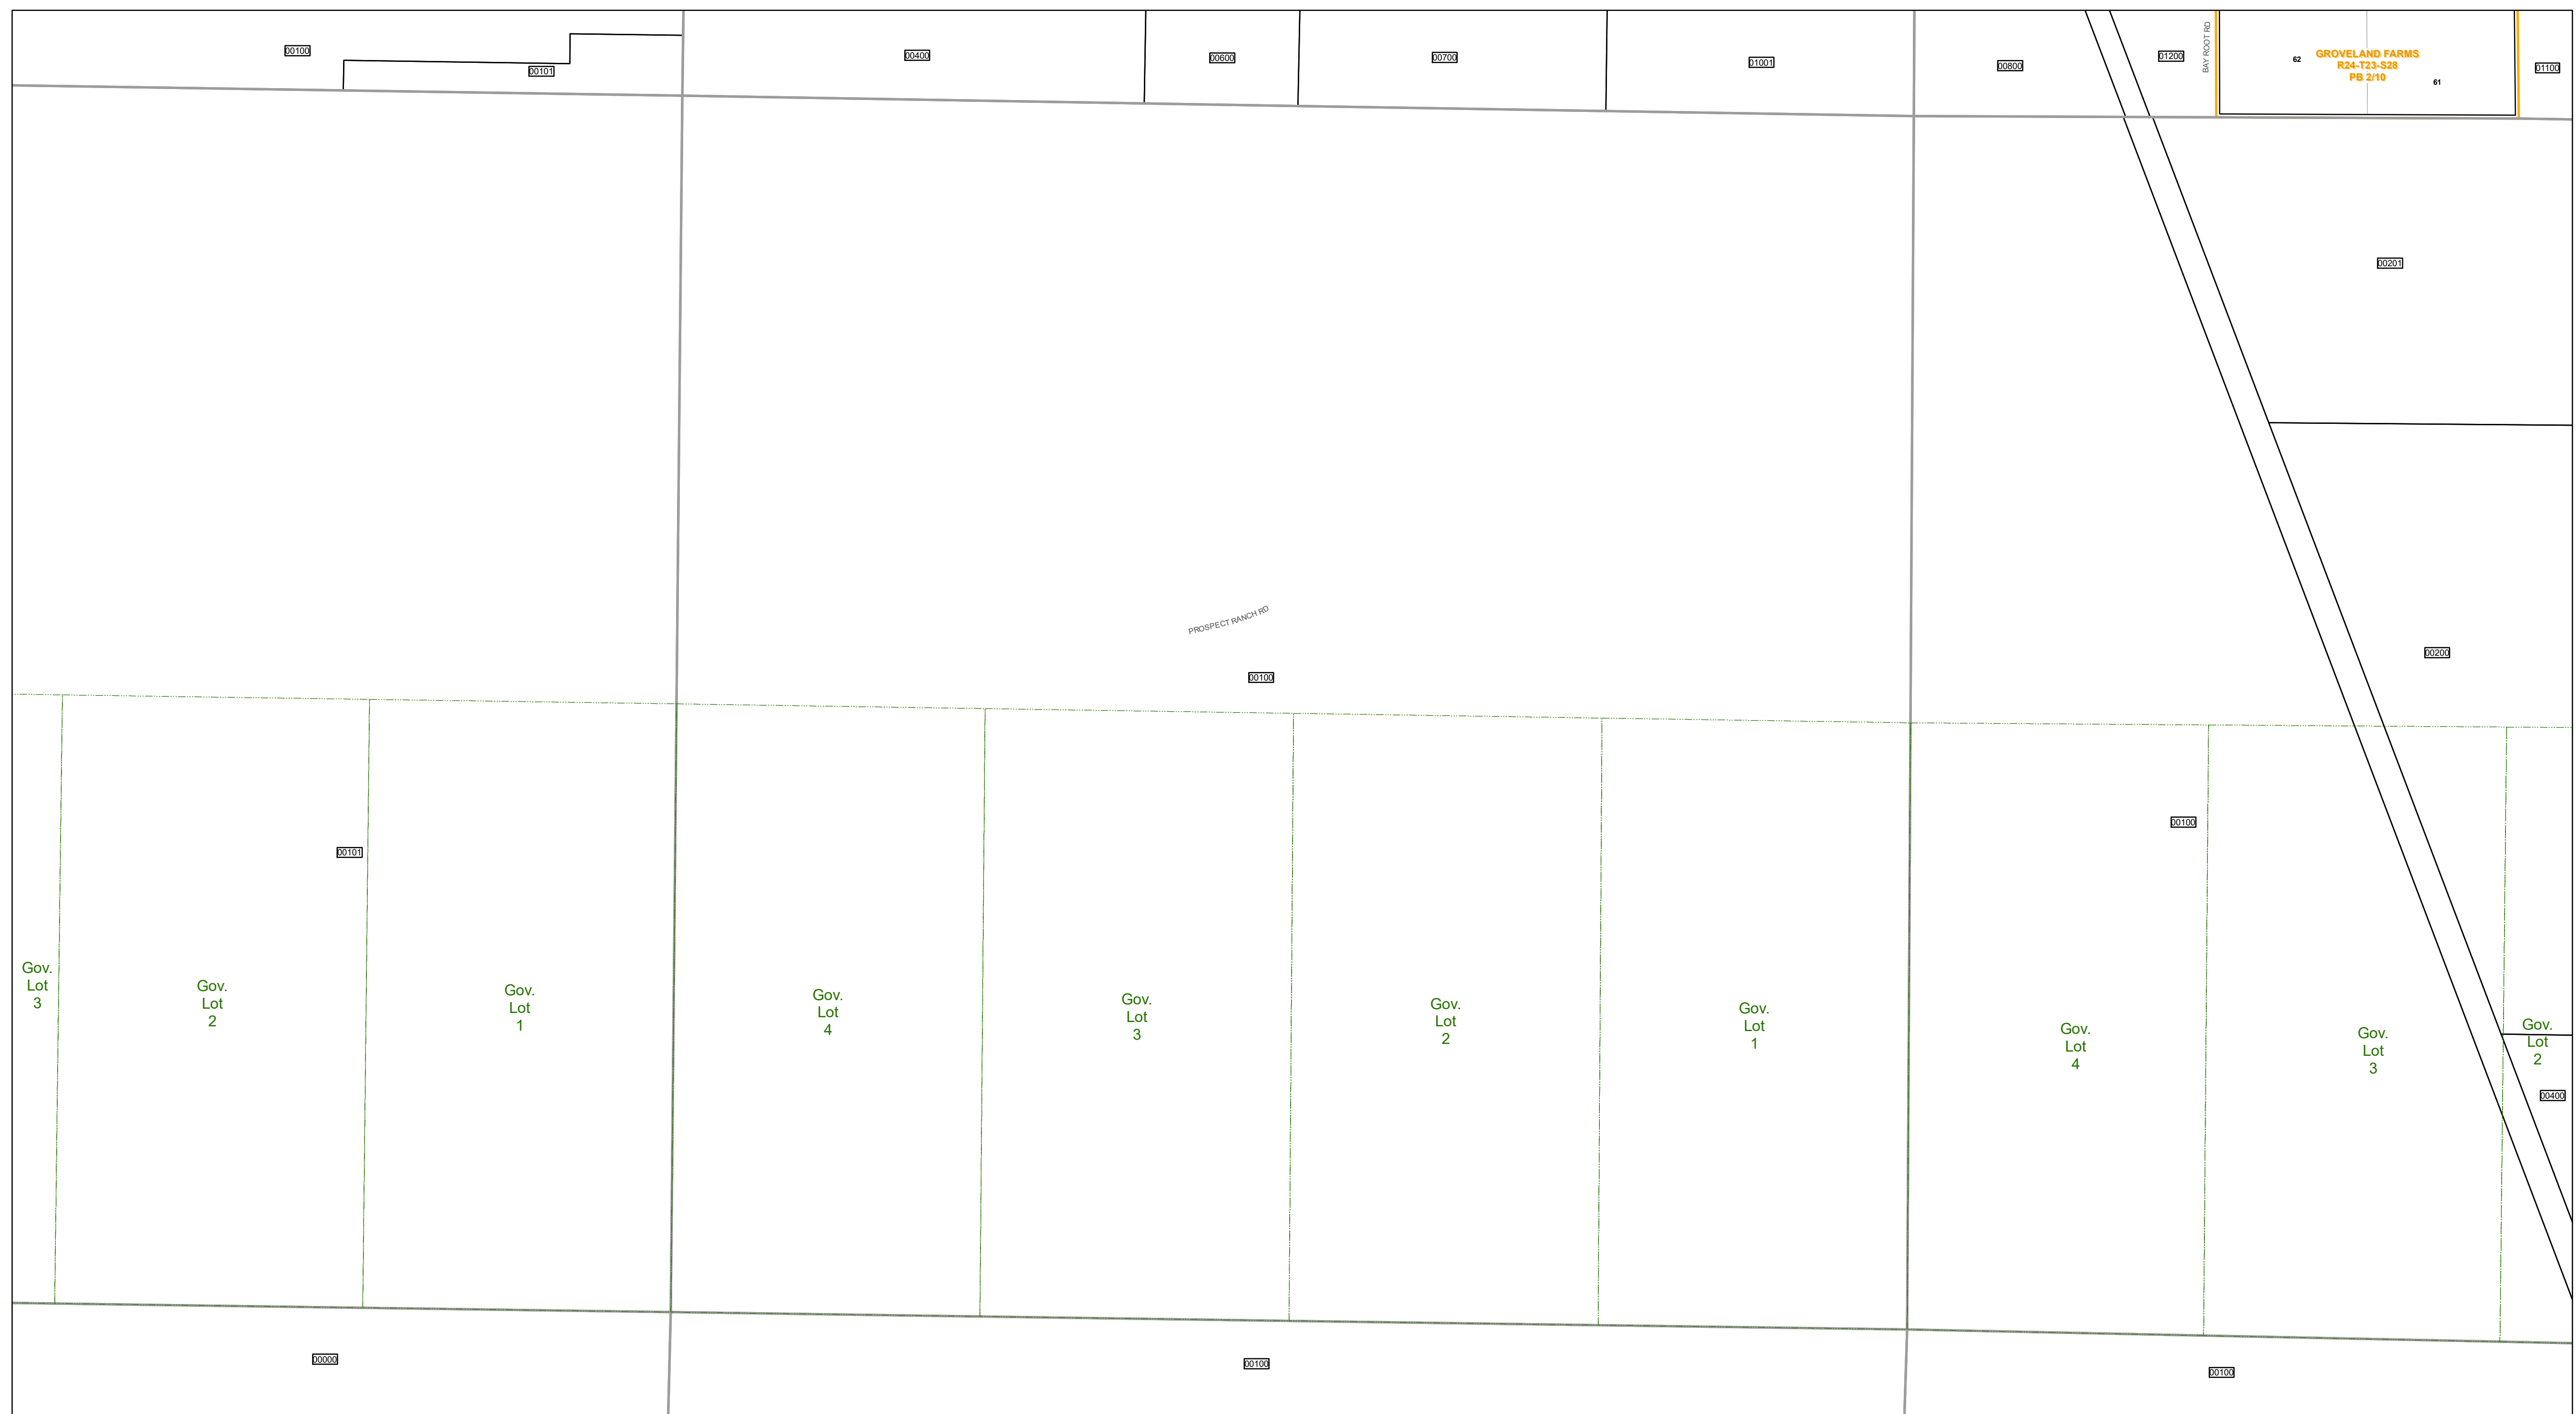 00100
00101
00400
00600
00700
01001
00800
01200
BAY ROOT RD
62
GROVELAND FARMS
R24-T23-S28
PB 2/10
61
01100
00201
PROSPECT RANCH RD
00100
00200
00100
00101
Gov.
Lot
3
Gov.
Lot
2
Gov.
Lot
1
Gov.
Lot
4
Gov.
Lot
3
Gov.
Lot
2
Gov.
Lot
1
Gov.
Lot
4
Gov.
Lot
3
Gov.
Lot
2
00400
00000
00100
00100